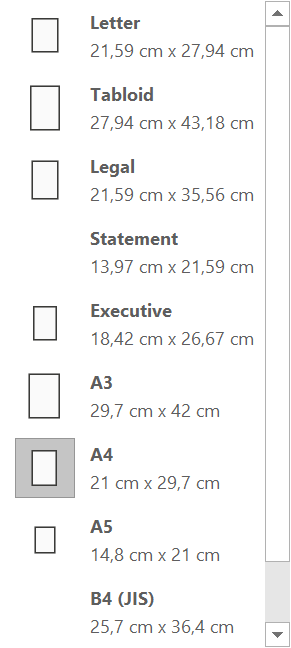 Letter
21,59 cm x 27,94 cm
Tabloid
27,94 cm x 43,18 cm
Legal
21,59 cm x 35,56 cm
Statement
13,97 cm x 21,59 cm
Executive
18,42 cm x 26,67 cm
A3
29,7 cm x 42 cm
A4
21 cm x 29,7 cm
A5
14,8 cm x 21 cm
B4 (JIS)
25,7 cm x 36,4 cm